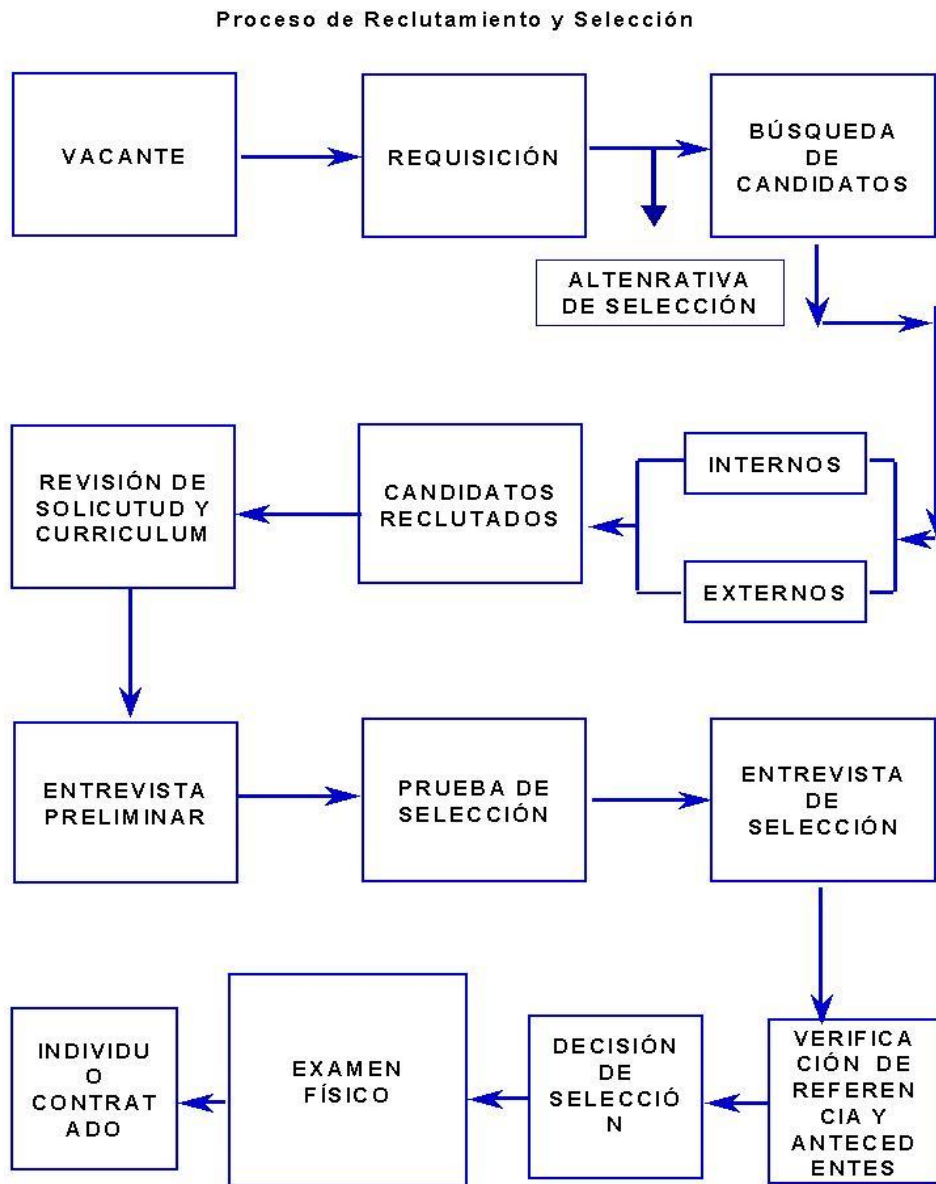 Proceso de Reclutamiento y Selección
VACANTE
REQUISICIÓN
BÚSQUEDA
DE
CANDIDATOS
ALTENRATIVA
DE SELECCIÓN
REVISIÓN DE
SOLICUTUD Y
CURRICULUM
CANDIDATOS
RECLUTADOS
INTERNOS
EXTERNOS
ENTREVISTA
PRELIMINAR
PRUEBA DE
SELECCIÓN
ENTREVISTA
DE
SELECCIÓN
INDIVIDU
O
CONTRAT
ADO
EXAMEN
FÍSICO
DECISIÓN
DE
SELECCIÓ
N
VERIFICA
CIÓN DE
REFEREN
CIA Y
ANTECED
ENTES